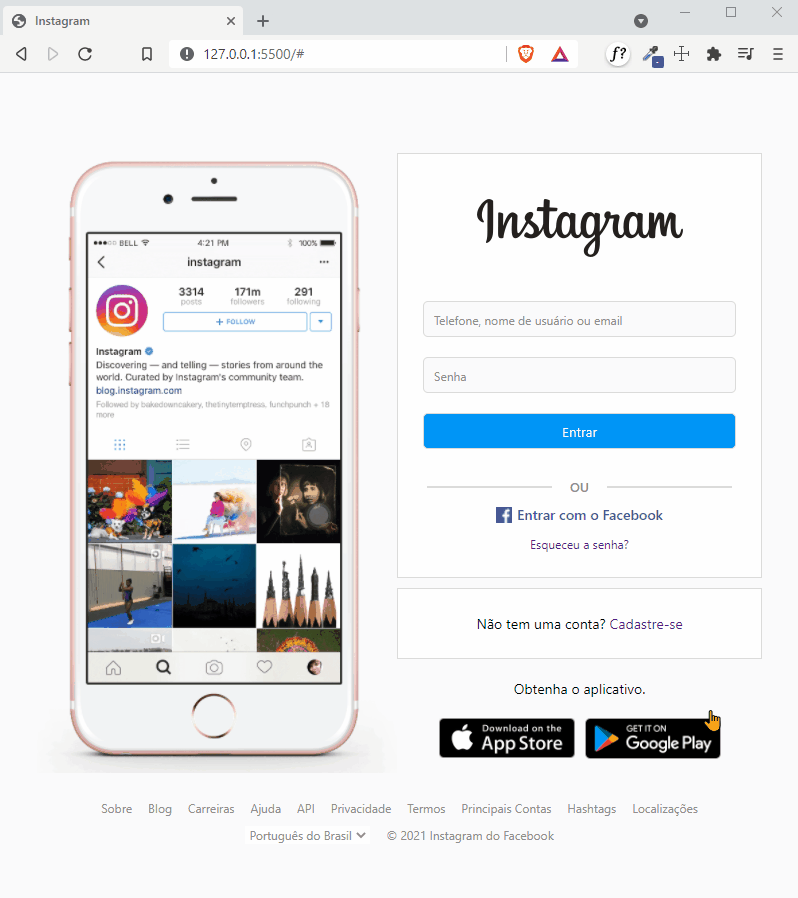 Instagram
127.0.0.1:5500/#
f?
BELL 4:21 PM 100%
instagram
3314 171m 291
posts followers following
+ FOLLOW
Instagram
Discovering — and telling — stories from around the
world. Curated by Instagram's community team.
blog.instagram.com
Followed by bakedowncakery, thetinytemptress, funchpunch + 18
more
Instagram
Telefone, nome de usuário ou email
Senha
Entrar
OU
Entrar com o Facebook
Esqueceu a senha?
Não tem uma conta? Cadastre-se
Obtenha o aplicativo.
Download on the
App Store
GET IT ON
Google Play
Sobre Blog Carreiras Ajuda API Privacidade Termos Principais Contas Hashtags Localizações
Português do Brasil © 2021 Instagram do Facebook